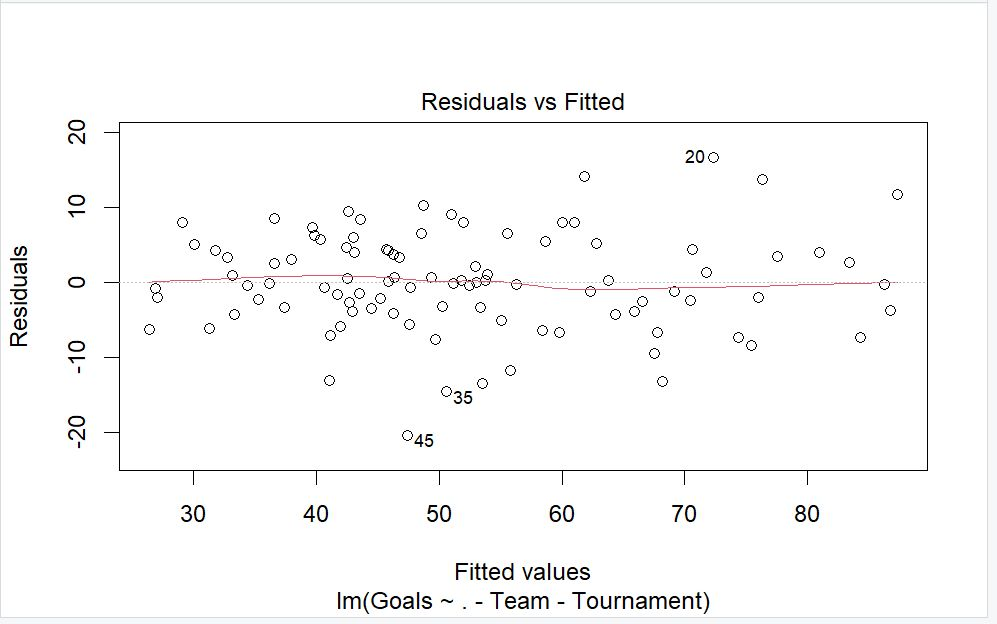 Residuals vs Fitted
20
10
0
-10
-20
Residuals
20
35
45
30 40 50 60 70 80
Fitted values
lm(Goals ~ . - Team - Tournament)